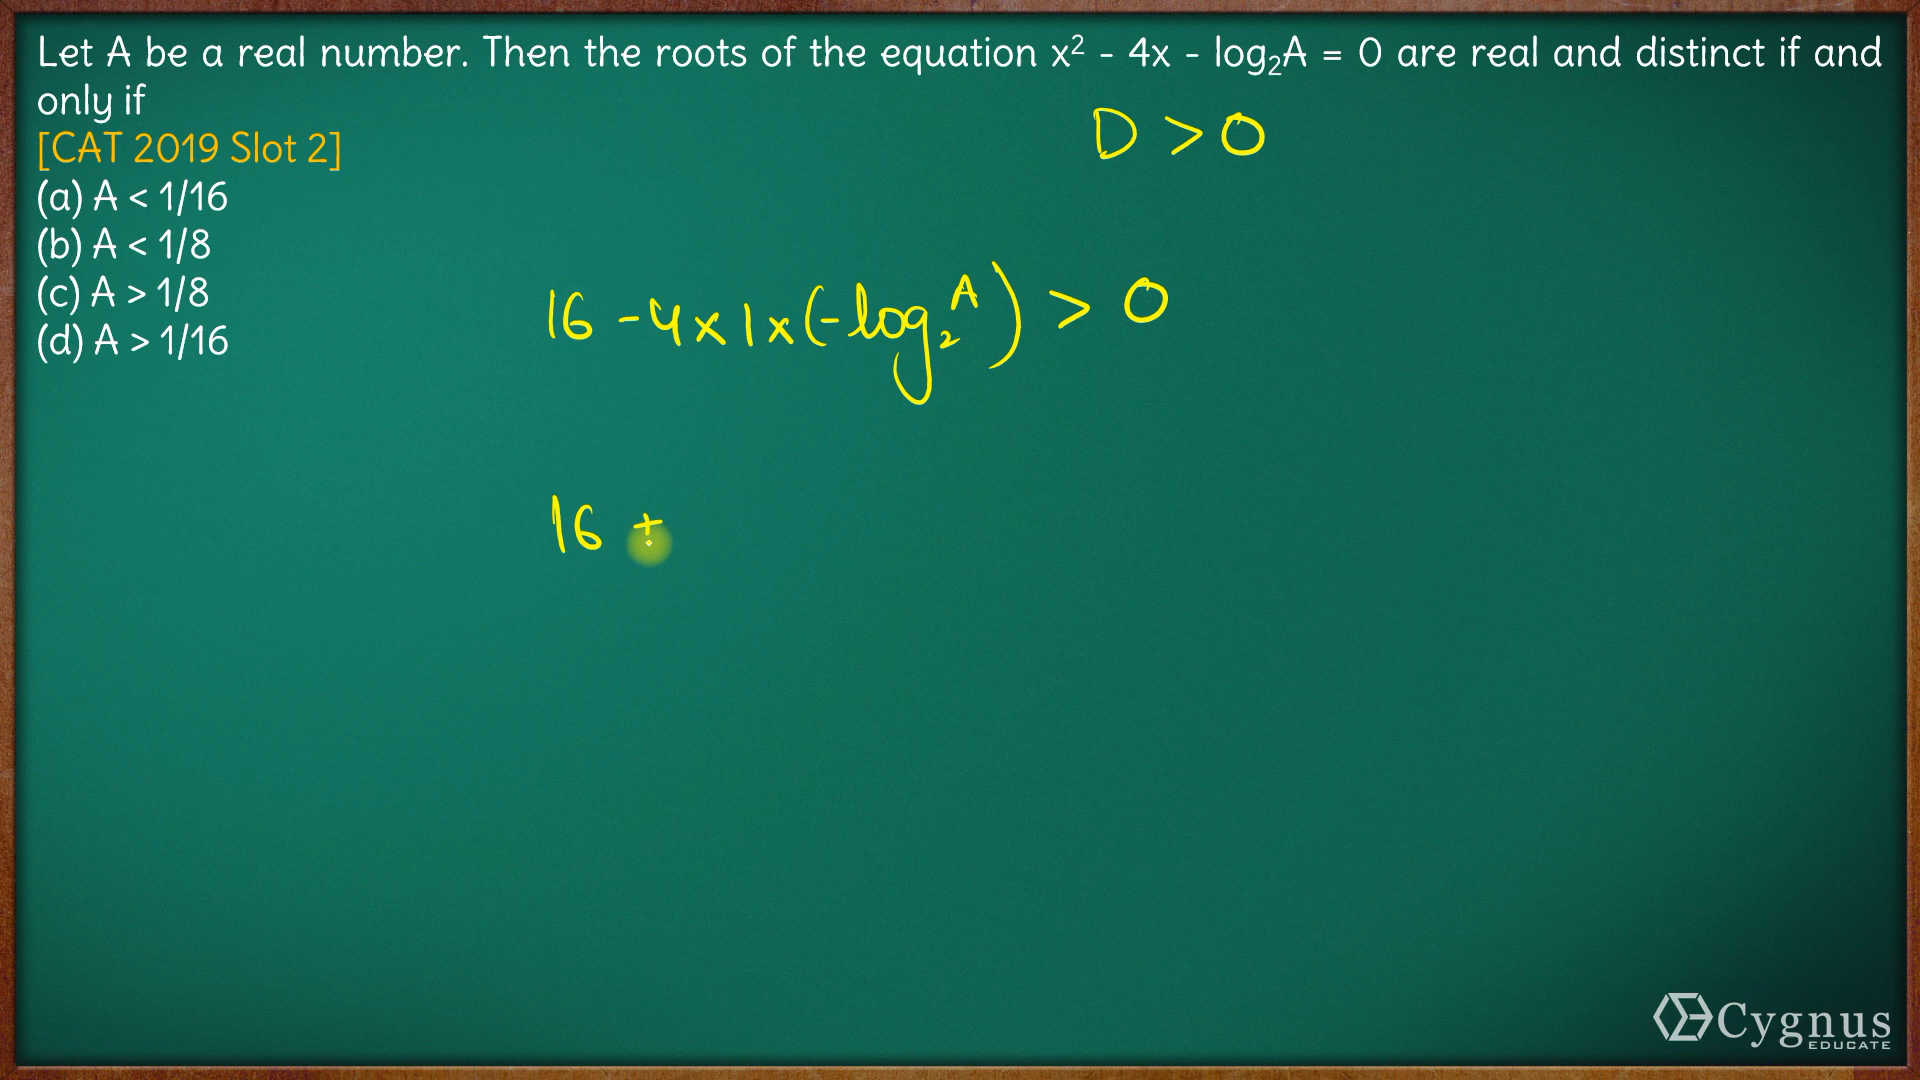 Let A be a real number. Then the roots of the equation x² - 4x - log₂A = 0 are real and distinct if and
only if
[CAT 2019 Slot 2]
(a) A < 1/16
(b) A < 1/8
(c) A > 1/8
(d) A > 1/16
D > 0
16 - 4 x 1 x (- log₂ᴬ) > 0
16 +
Cygnus
EDUCATE